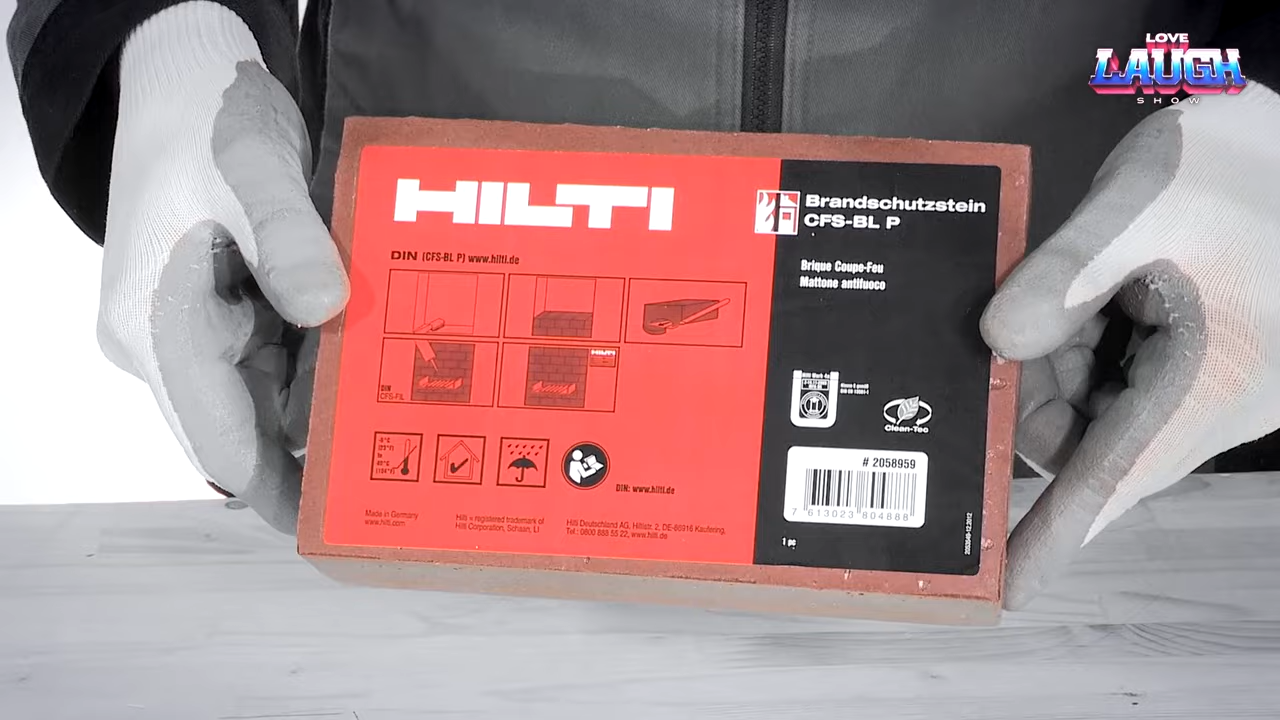 LOVE
LAUGH
SHOW
HILTI
Brandschutzstein
CFS-BL P
DIN (CFS-BL P) www.hilti.de
Brique Coupe-Feu
Mattone antifuoco
HILTI
DIN
CFS-FIL
-5 °C
(23 °F)
to
Clean-Tec
# 2058959
7 613023 804888
DIN: www.hilti.de
Made in Germany
www.hilti.com
Hilti = registered trademark of
Hilti Corporation, Schaan, LI
Hilti Deutschland AG, Hiltistr. 2, DE-86916 Kaufering,
Tel.: 0800 888 55 22, www.hilti.de
1 pc